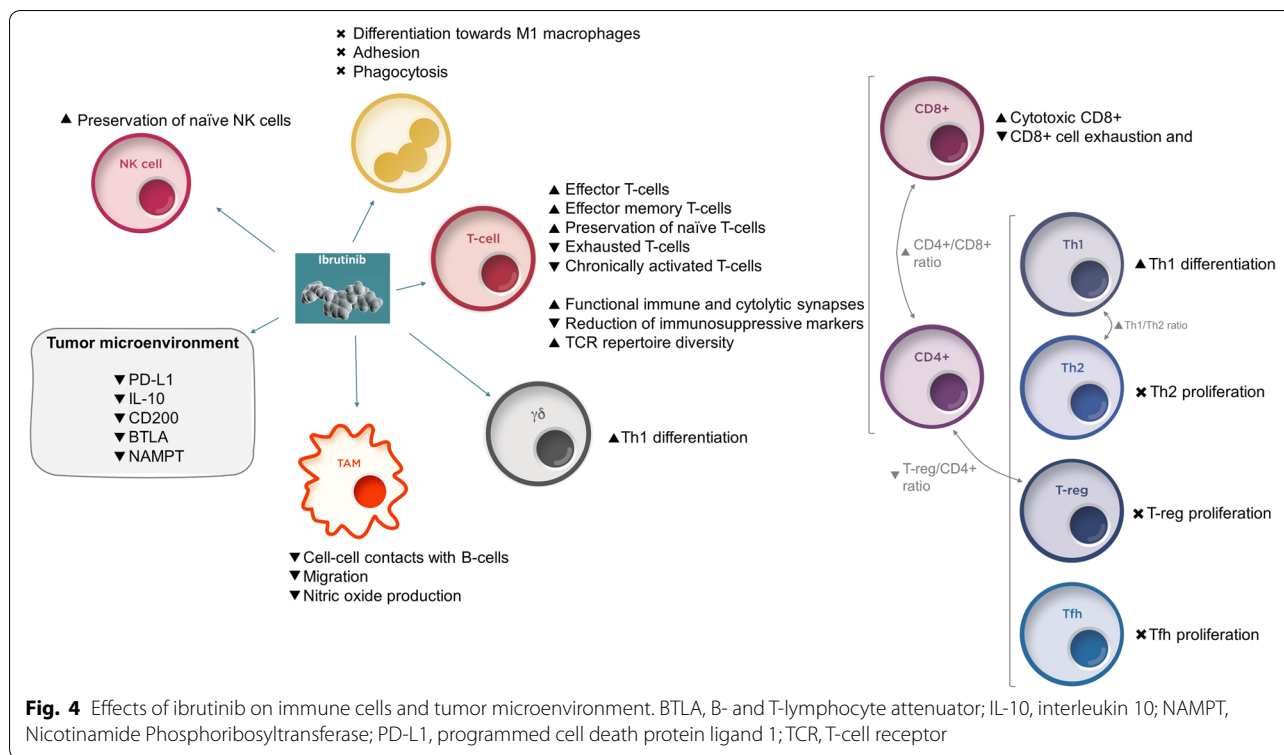 ✖ Differentiation towards M1 macrophages
✖ Adhesion
✖ Phagocytosis
▲ Preservation of naïve NK cells
NK cell
▲ Effector T-cells
▲ Effector memory T-cells
▲ Preservation of naïve T-cells
▼ Exhausted T-cells
▼ Chronically activated T-cells
T-cell
Ibrutinib
▲ Functional immune and cytolytic synapses
▼ Reduction of immunosuppressive markers
▲ TCR repertoire diversity
Tumor microenvironment
▼ PD-L1
▼ IL-10
▼ CD200
▼ BTLA
▼ NAMPT
TAM
▼ Cell-cell contacts with B-cells
▼ Migration
▼ Nitric oxide production
γδ
▲ Th1 differentiation
CD8+
▲ Cytotoxic CD8+
▼ CD8+ cell exhaustion and
▲ CD4+/CD8+
ratio
CD4+
▼ T-reg/CD4+
ratio
Th1
▲ Th1 differentiation
▲ Th1/Th2 ratio
Th2
✖ Th2 proliferation
T-reg
✖ T-reg proliferation
Tfh
✖ Tfh proliferation
Fig. 4 Effects of ibrutinib on immune cells and tumor microenvironment. BTLA, B- and T-lymphocyte attenuator; IL-10, interleukin 10; NAMPT,
Nicotinamide Phosphoribosyltransferase; PD-L1, programmed cell death protein ligand 1; TCR, T-cell receptor